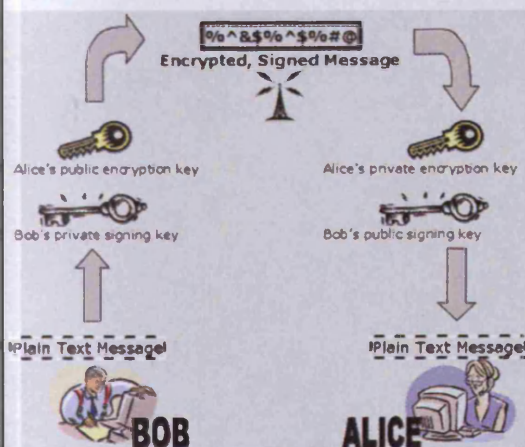 %^&$%^$%#@
Encrypted, Signed Message
Alice's public encryption key
Alice's private encryption key
Bob's private signing key
Bob's public signing key
Plain Text Message
Plain Text Message
BOB
ALICE